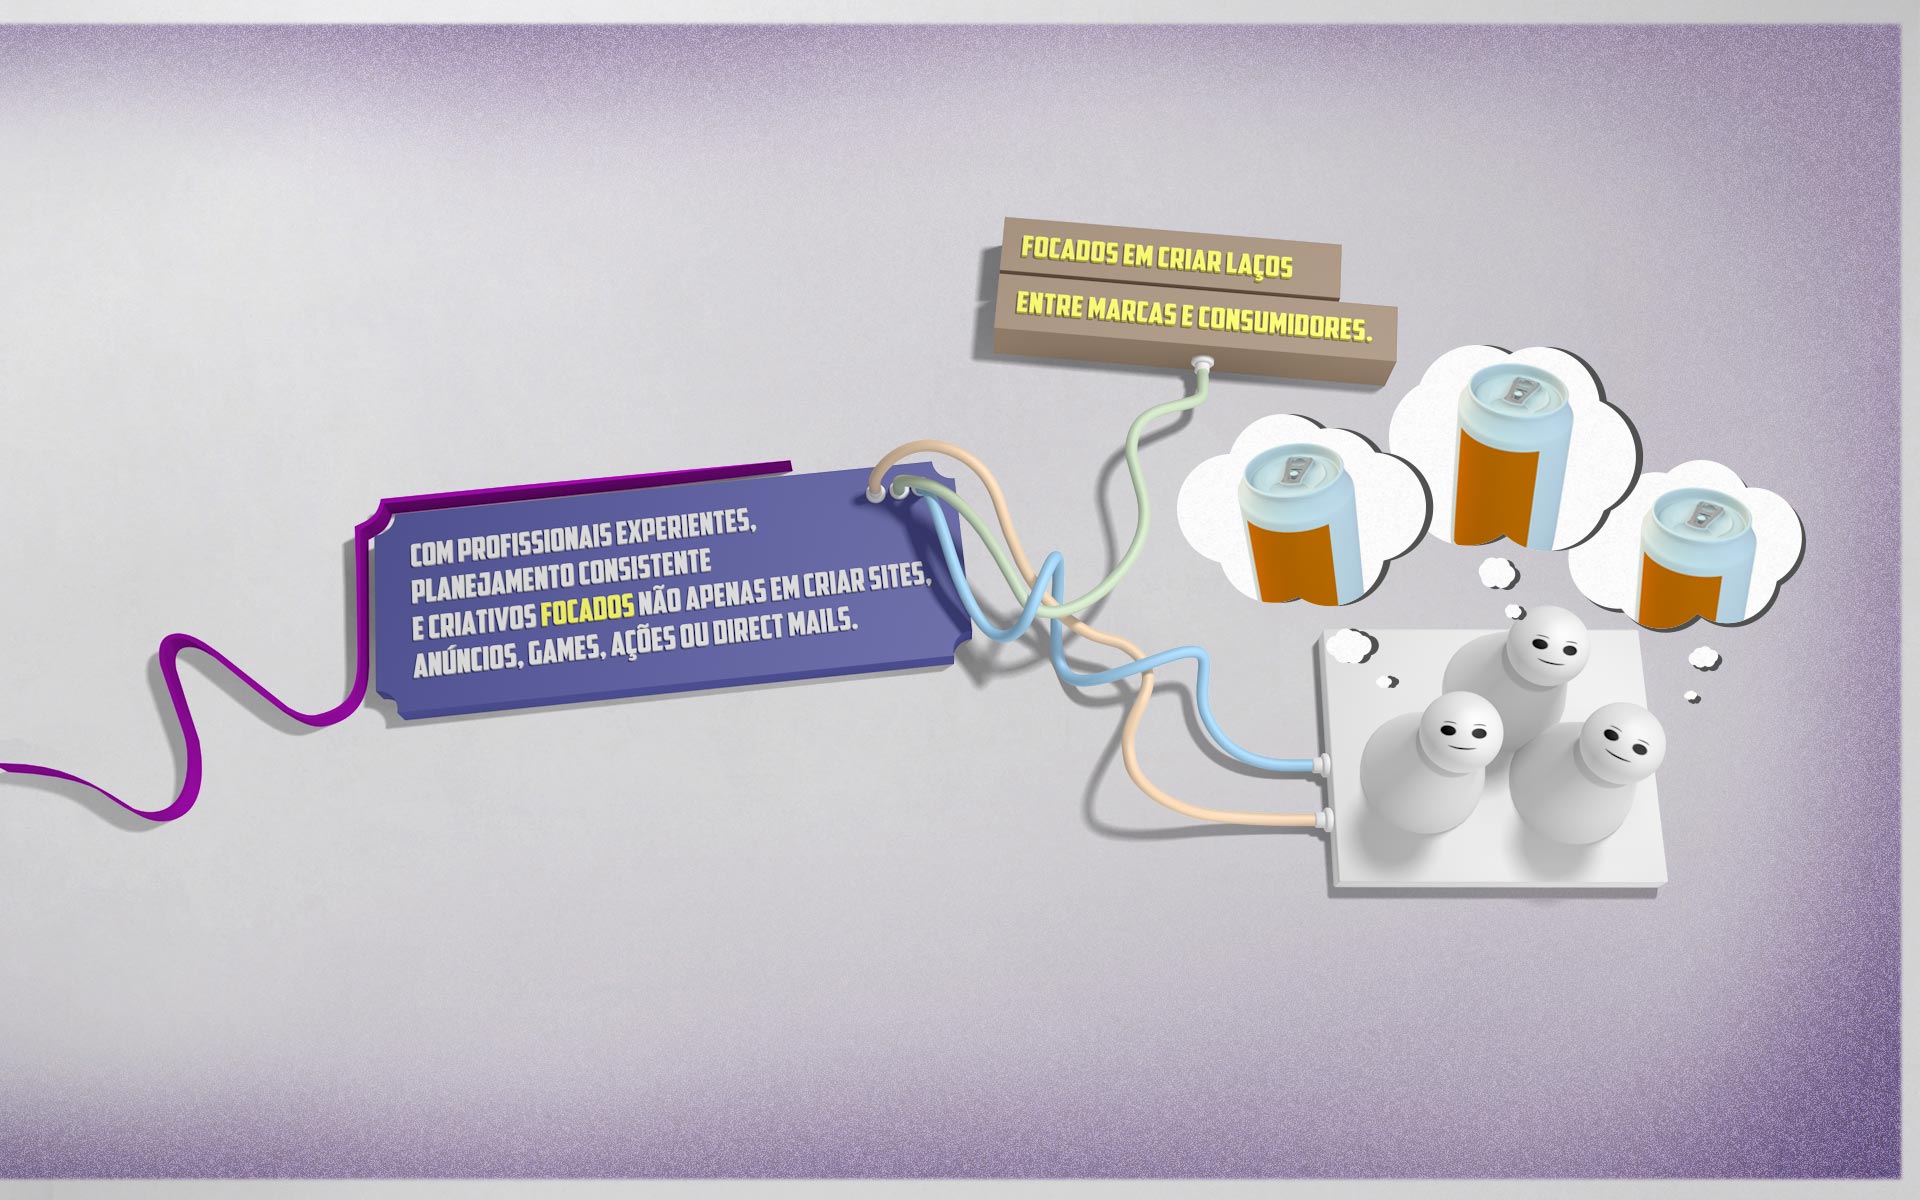 COM PROFISSIONAIS EXPERIENTES,
PLANEJAMENTO CONSISTENTE
E CRIATIVOS FOCADOS NÃO APENAS EM CRIAR SITES,
ANÚNCIOS, GAMES, AÇÕES OU DIRECT MAILS.
FOCADOS EM CRIAR LAÇOS
ENTRE MARCAS E CONSUMIDORES.